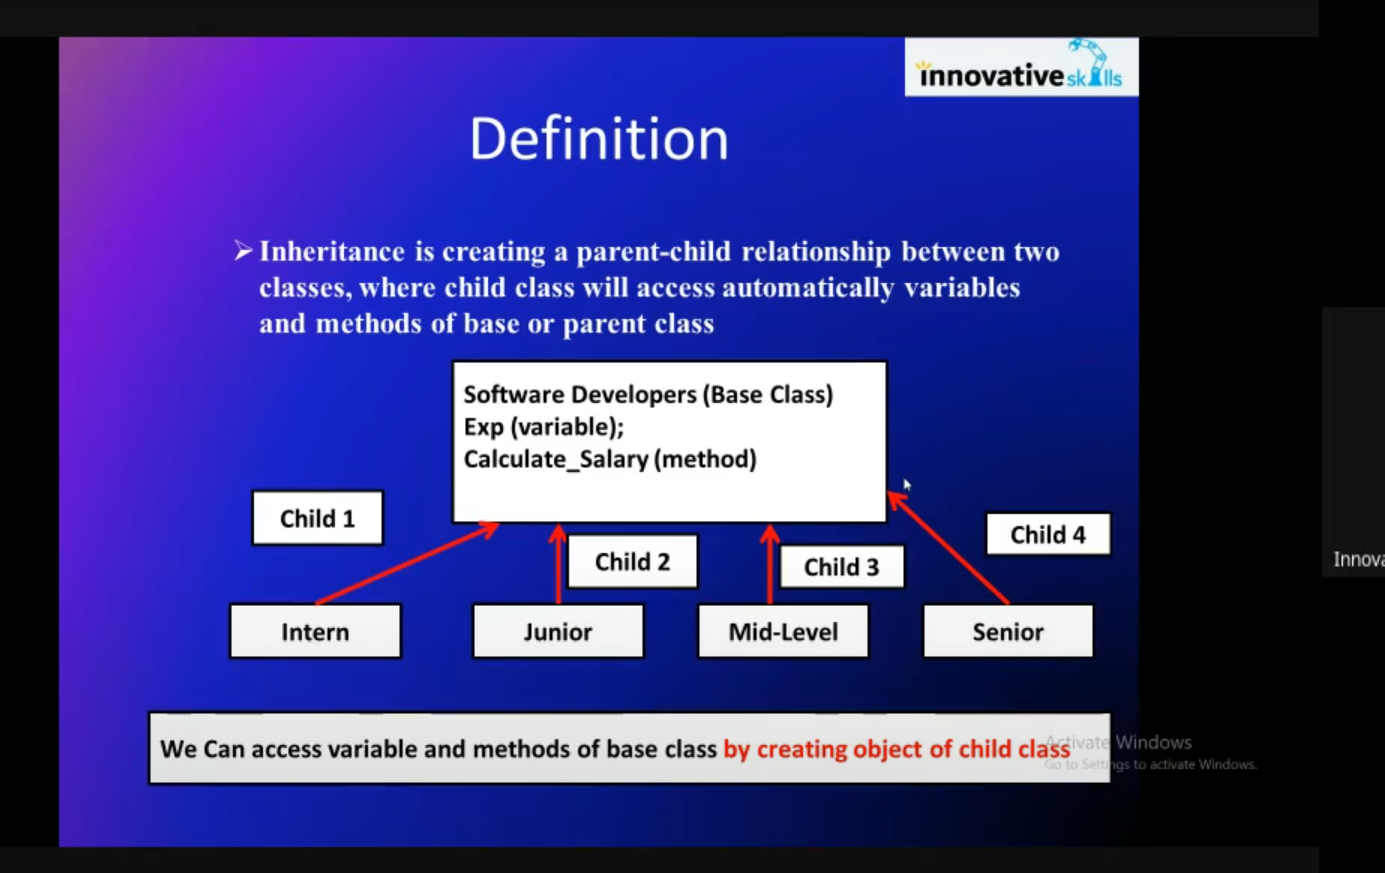 innovative skills
Definition
➢ Inheritance is creating a parent-child relationship between two
classes, where child class will access automatically variables
and methods of base or parent class
Software Developers (Base Class)
Exp (variable);
Calculate_Salary (method)
Child 1
Child 2
Child 3
Child 4
Intern
Junior
Mid-Level
Senior
We Can access variable and methods of base class by creating object of child class
Activate Windows
Go to Settings to activate Windows.
Innova